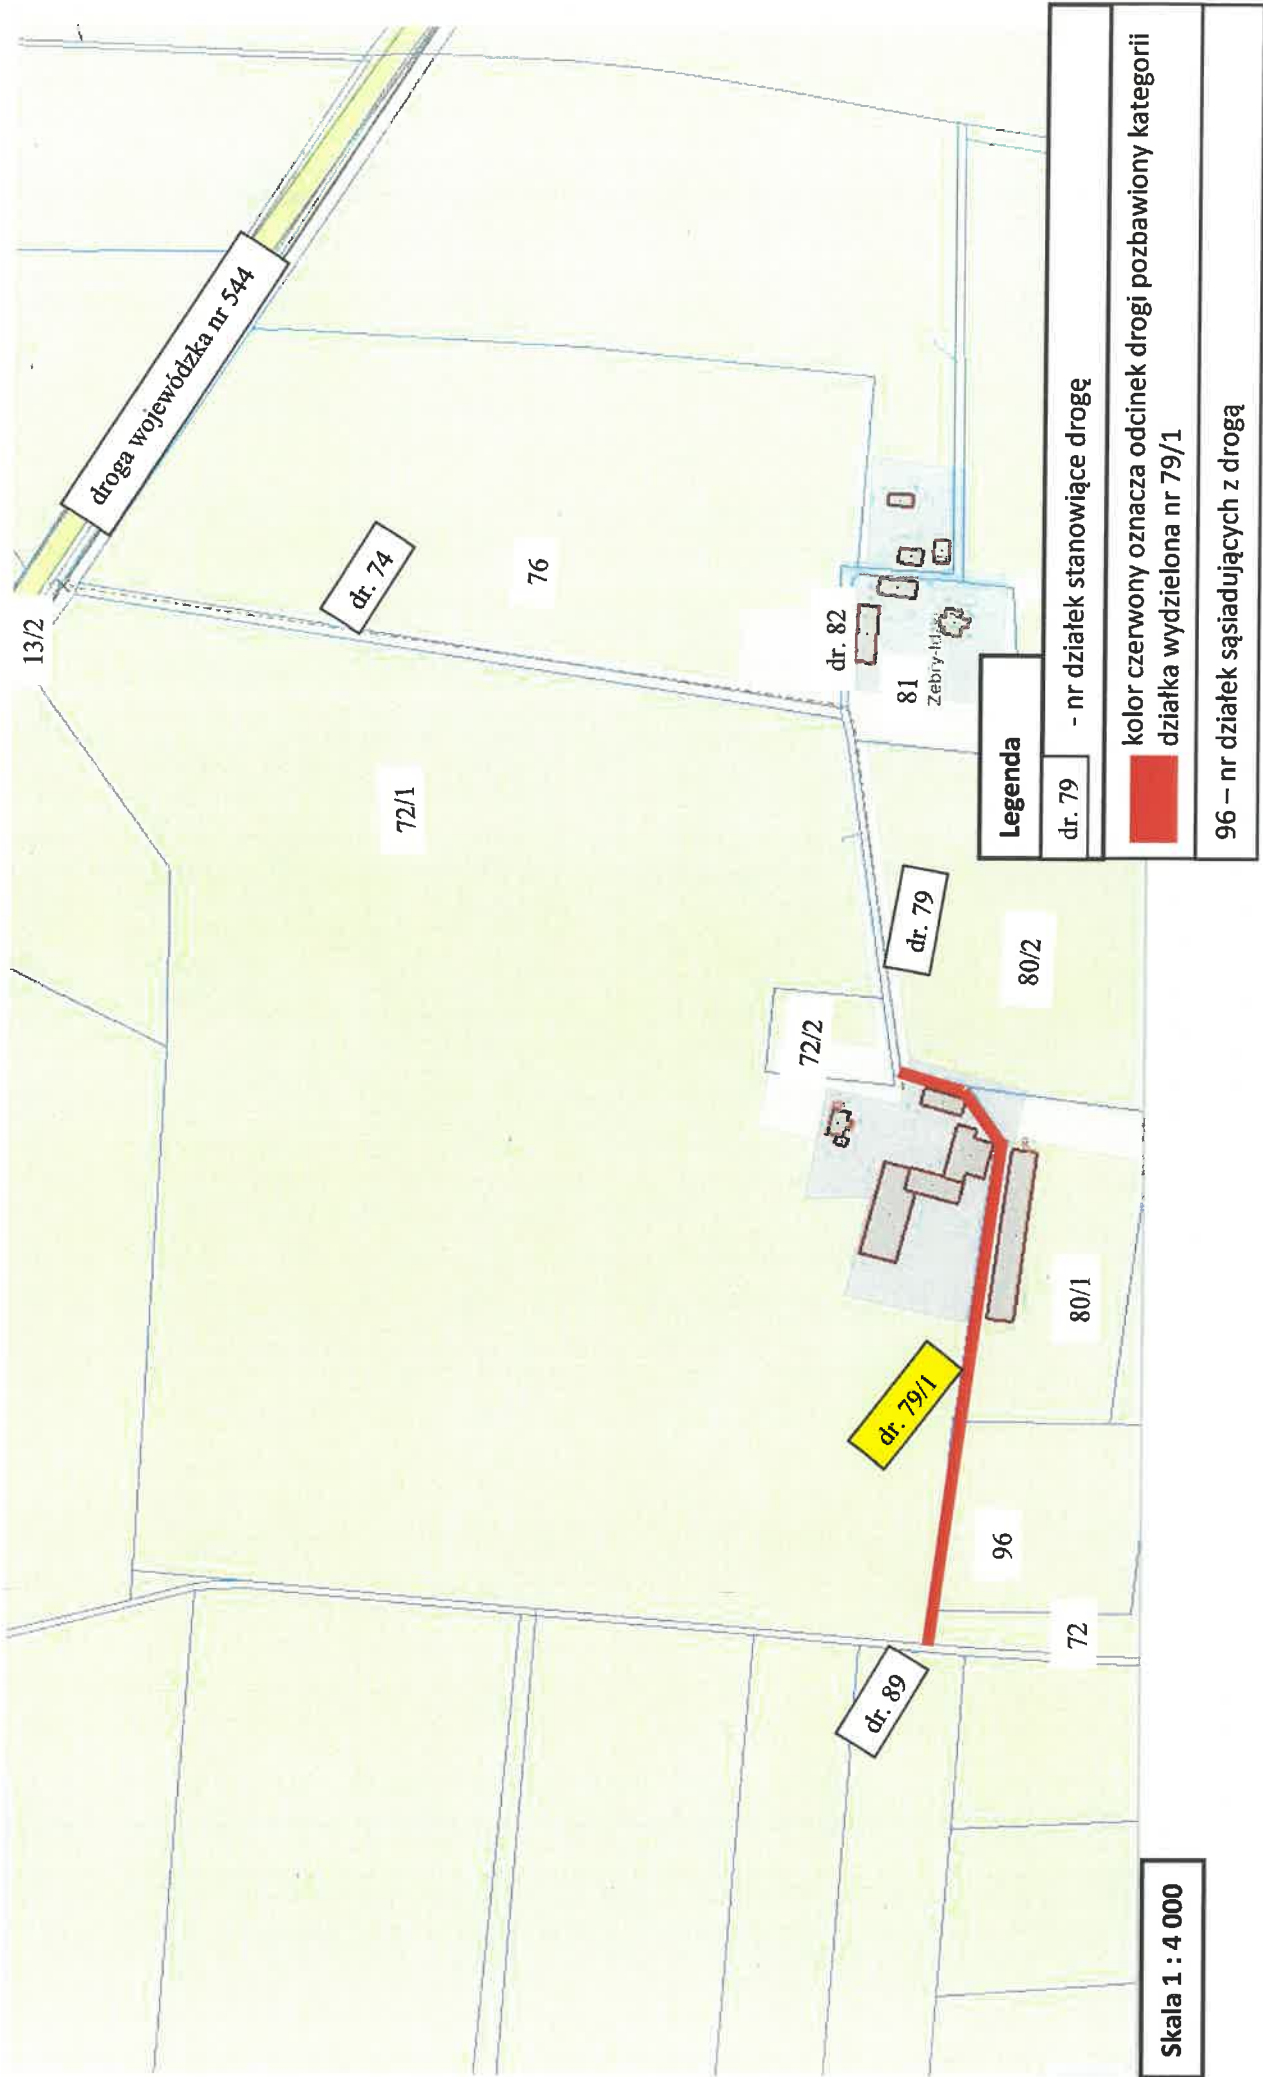 13/2
droga wojewódzka nr 544
dr. 74
76
72/1
dr. 82
81
dr. 79
80/2
72/2
80/1
dr. 79/1
96
72
dr. 89
Legenda
dr. 79
- nr działek stanowiące drogę
kolor czerwony oznacza odcinek drogi pozbawiony kategorii
działka wydzielona nr 79/1
96 – nr działek sąsiadujących z drogą
Skala 1 : 4 000